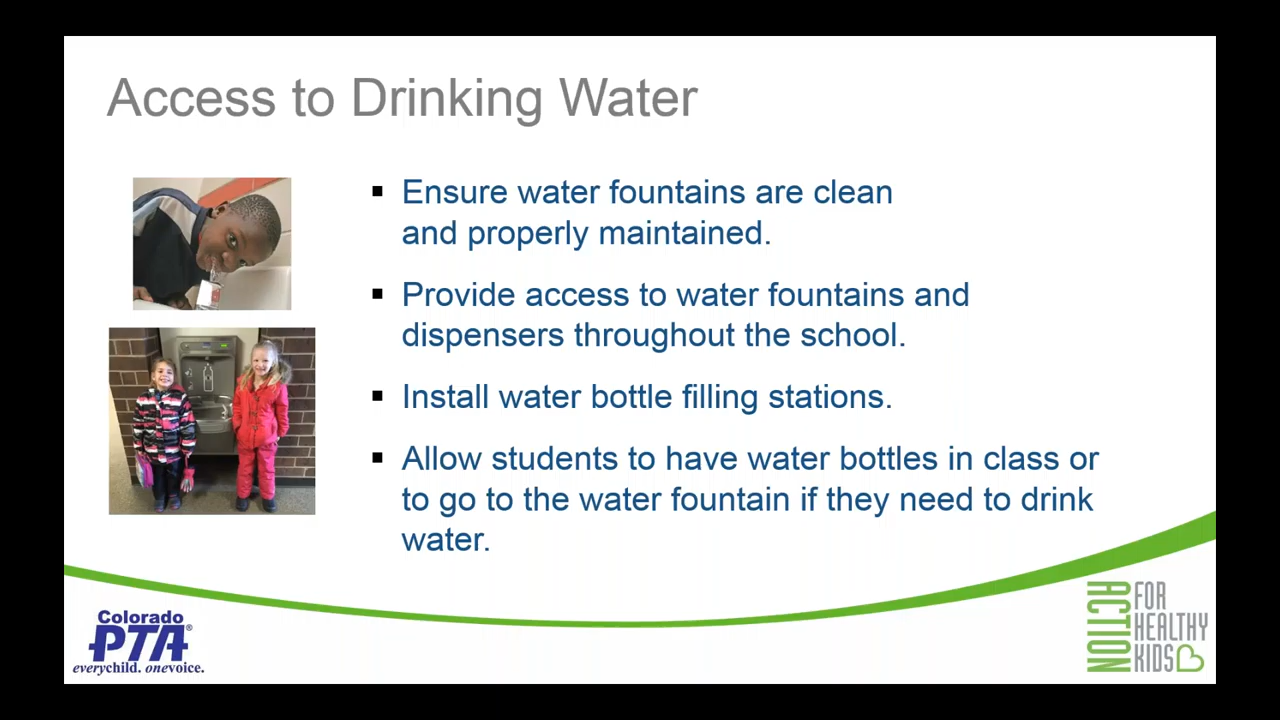 Access to Drinking Water
▪ Ensure water fountains are clean
and properly maintained.
▪ Provide access to water fountains and
dispensers throughout the school.
▪ Install water bottle filling stations.
▪ Allow students to have water bottles in class or
to go to the water fountain if they need to drink
water.
Colorado
PTA®
everychild. onevoice.
ACTION
FOR
HEALTHY
KIDS